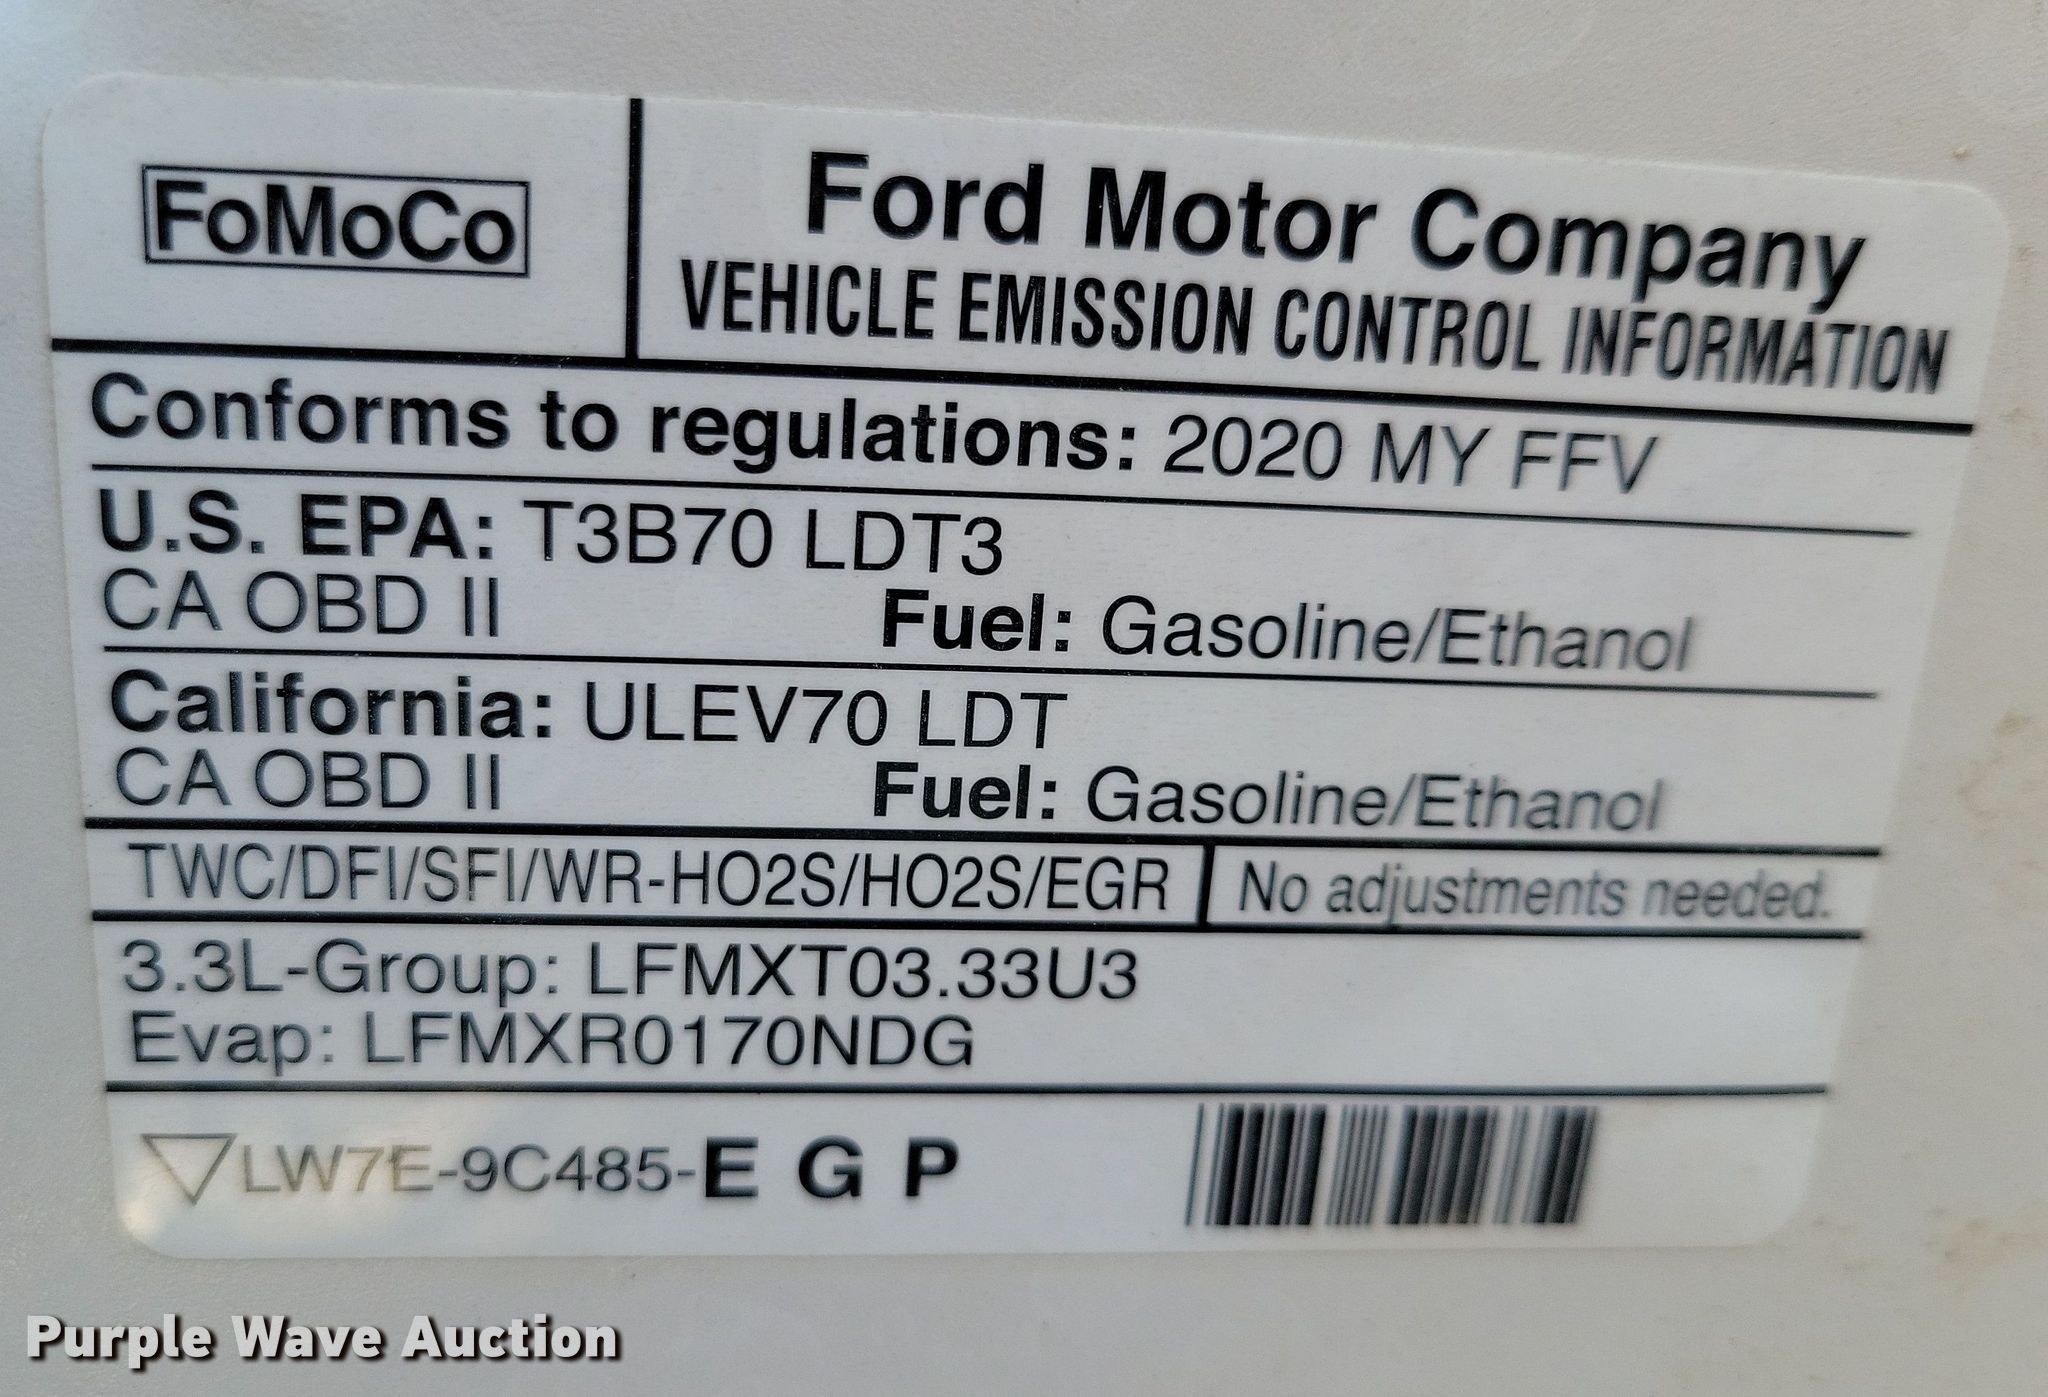 FoMoCo
Ford Motor Company
VEHICLE EMISSION CONTROL INFORMATION
Conforms to regulations: 2020 MY FFV
U.S. EPA: T3B70 LDT3
CA OBD II Fuel: Gasoline/Ethanol
California: ULEV70 LDT
CA OBD II Fuel: Gasoline/Ethanol
TWC/DFI/SFI/WR-HO2S/HO2S/EGR No adjustments needed.
3.3L-Group: LFMXT03.33U3
Evap: LFMXR0170NDG
LW7E-9C485-E G P
Purple Wave Auction